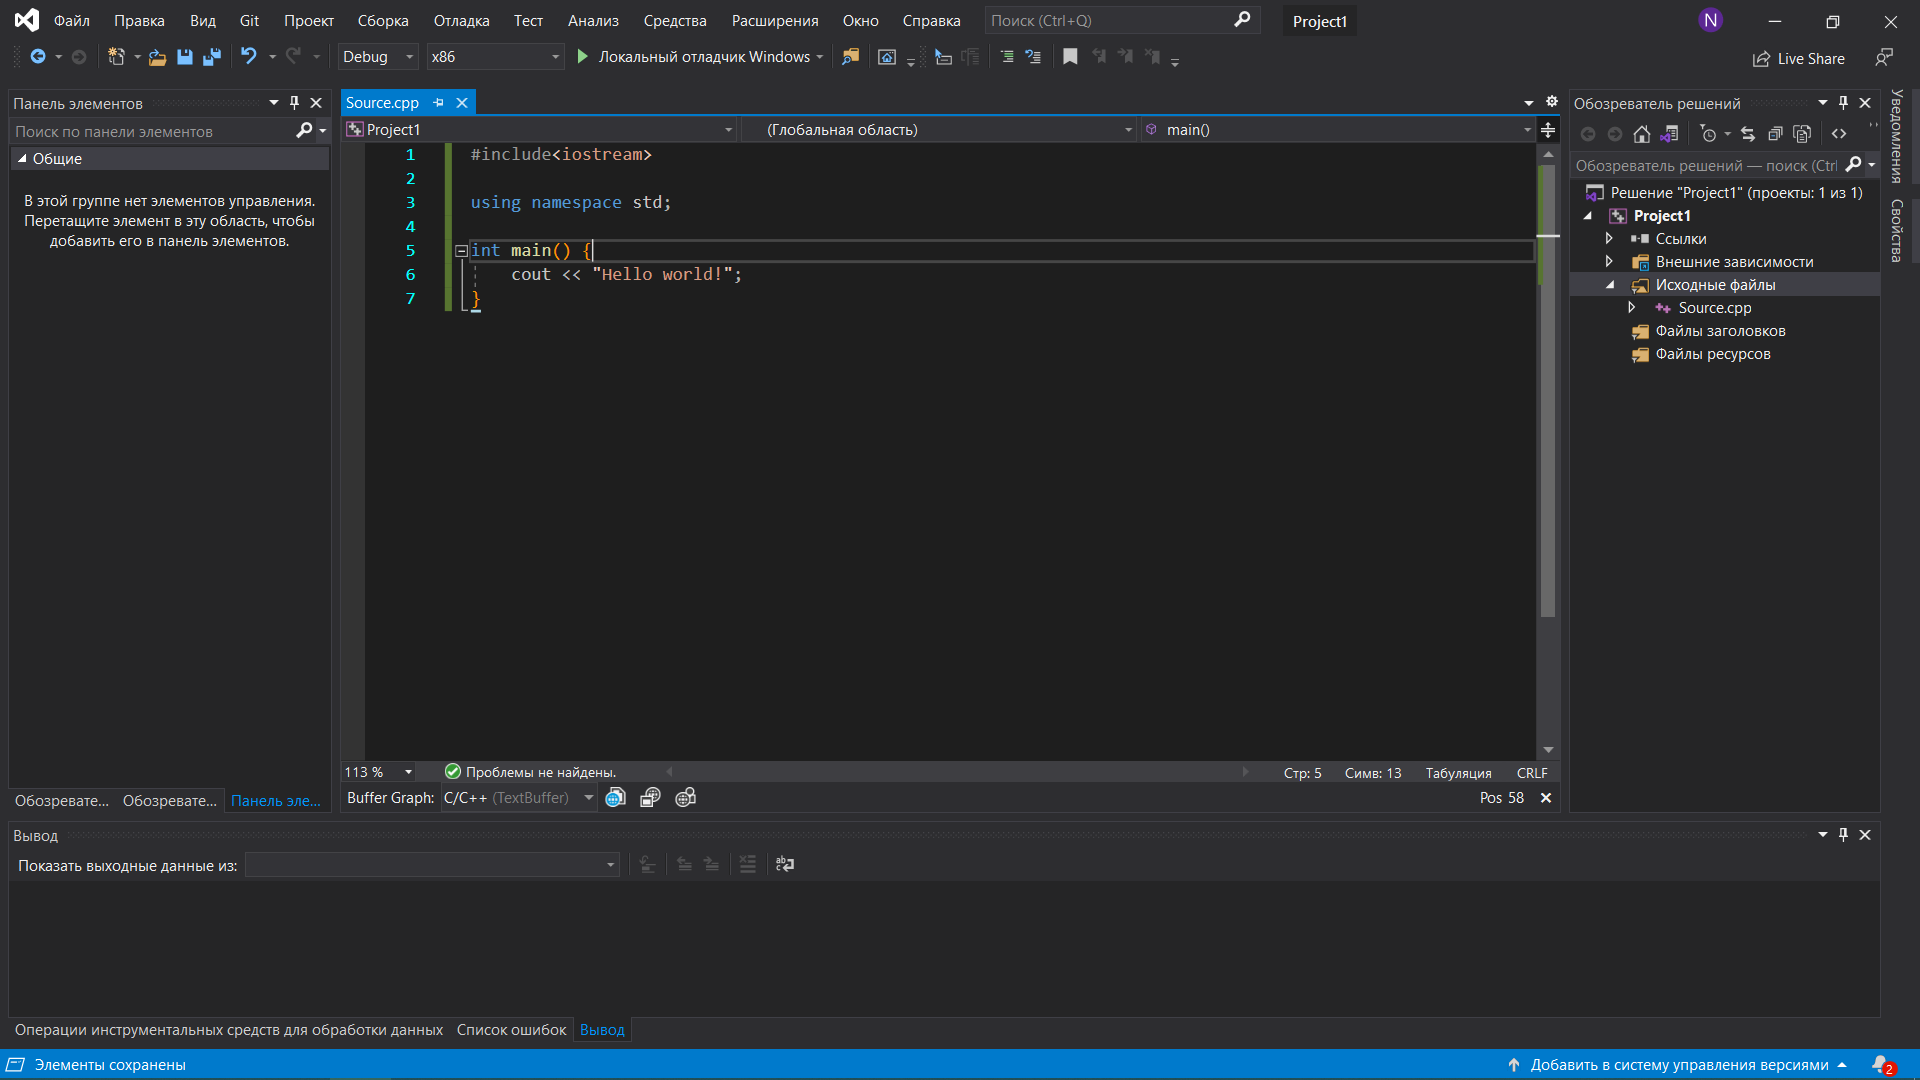 Файл Правка Вид Git Проект Сборка Отладка Тест Анализ Средства Расширения Окно Справка Поиск (Ctrl+Q) Project1 N
Debug x86 Локальный отладчик Windows Live Share
Панель элементов
Поиск по панели элементов
Общие
В этой группе нет элементов управления.
Перетащите элемент в эту область, чтобы
добавить его в панель элементов.
Обозревате... Обозревате... Панель эле...
Source.cpp
Project1 (Глобальная область) main()
1 #include<iostream>
2
3 using namespace std;
4
5 int main() {
6 cout << "Hello world!";
7 }
113 % Проблемы не найдены. Стр: 5 Симв: 13 Табуляция CRLF
Buffer Graph: C/C++ (TextBuffer) Pos 58
Обозреватель решений
Обозреватель решений — поиск (Ctrl
Решение "Project1" (проекты: 1 из 1)
Project1
Ссылки
Внешние зависимости
Исходные файлы
Source.cpp
Файлы заголовков
Файлы ресурсов
Уведомления
Свойства
Вывод
Показать выходные данные из:
Операции инструментальных средств для обработки данных Список ошибок Вывод
Элементы сохранены Добавить в систему управления версиями 2